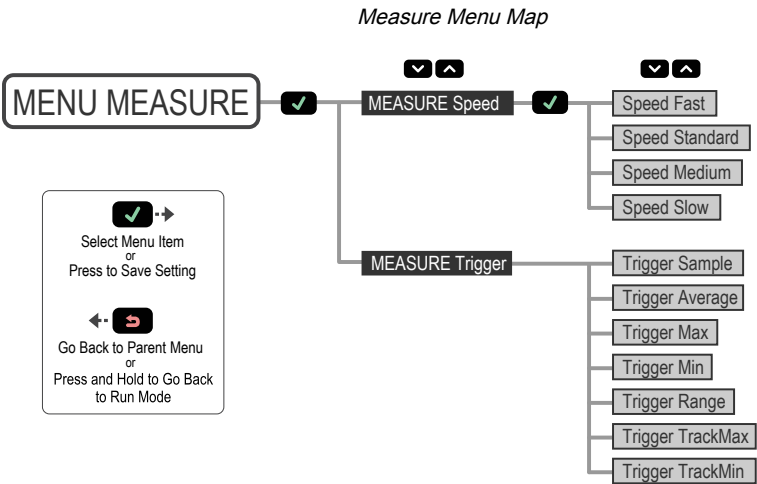 Measure Menu Map
MENU MEASURE
MEASURE Speed
Speed Fast
Speed Standard
Speed Medium
Speed Slow
MEASURE Trigger
Trigger Sample
Trigger Average
Trigger Max
Trigger Min
Trigger Range
Trigger TrackMax
Trigger TrackMin
Select Menu Item
or
Press to Save Setting
Go Back to Parent Menu
or
Press and Hold to Go Back
to Run Mode